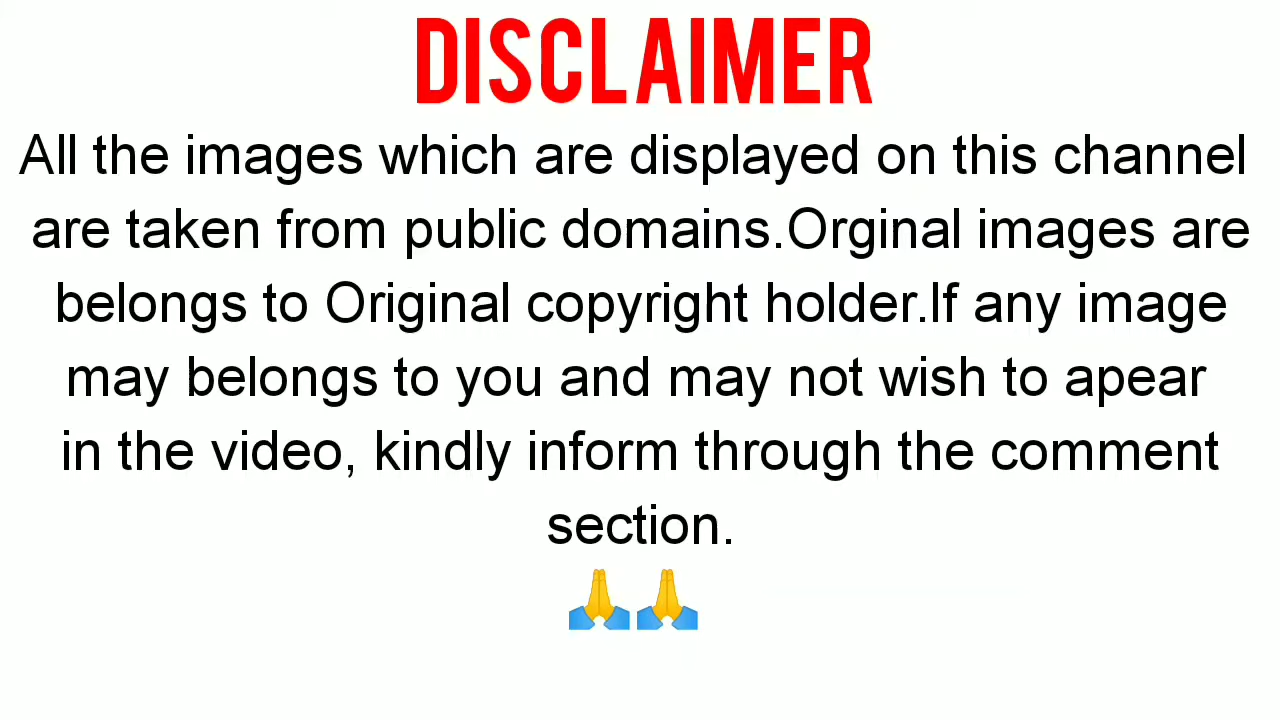 DISCLAIMER
All the images which are displayed on this channel
are taken from public domains.Orginal images are
belongs to Original copyright holder.If any image
may belongs to you and may not wish to apear
in the video, kindly inform through the comment
section.
🙏🙏